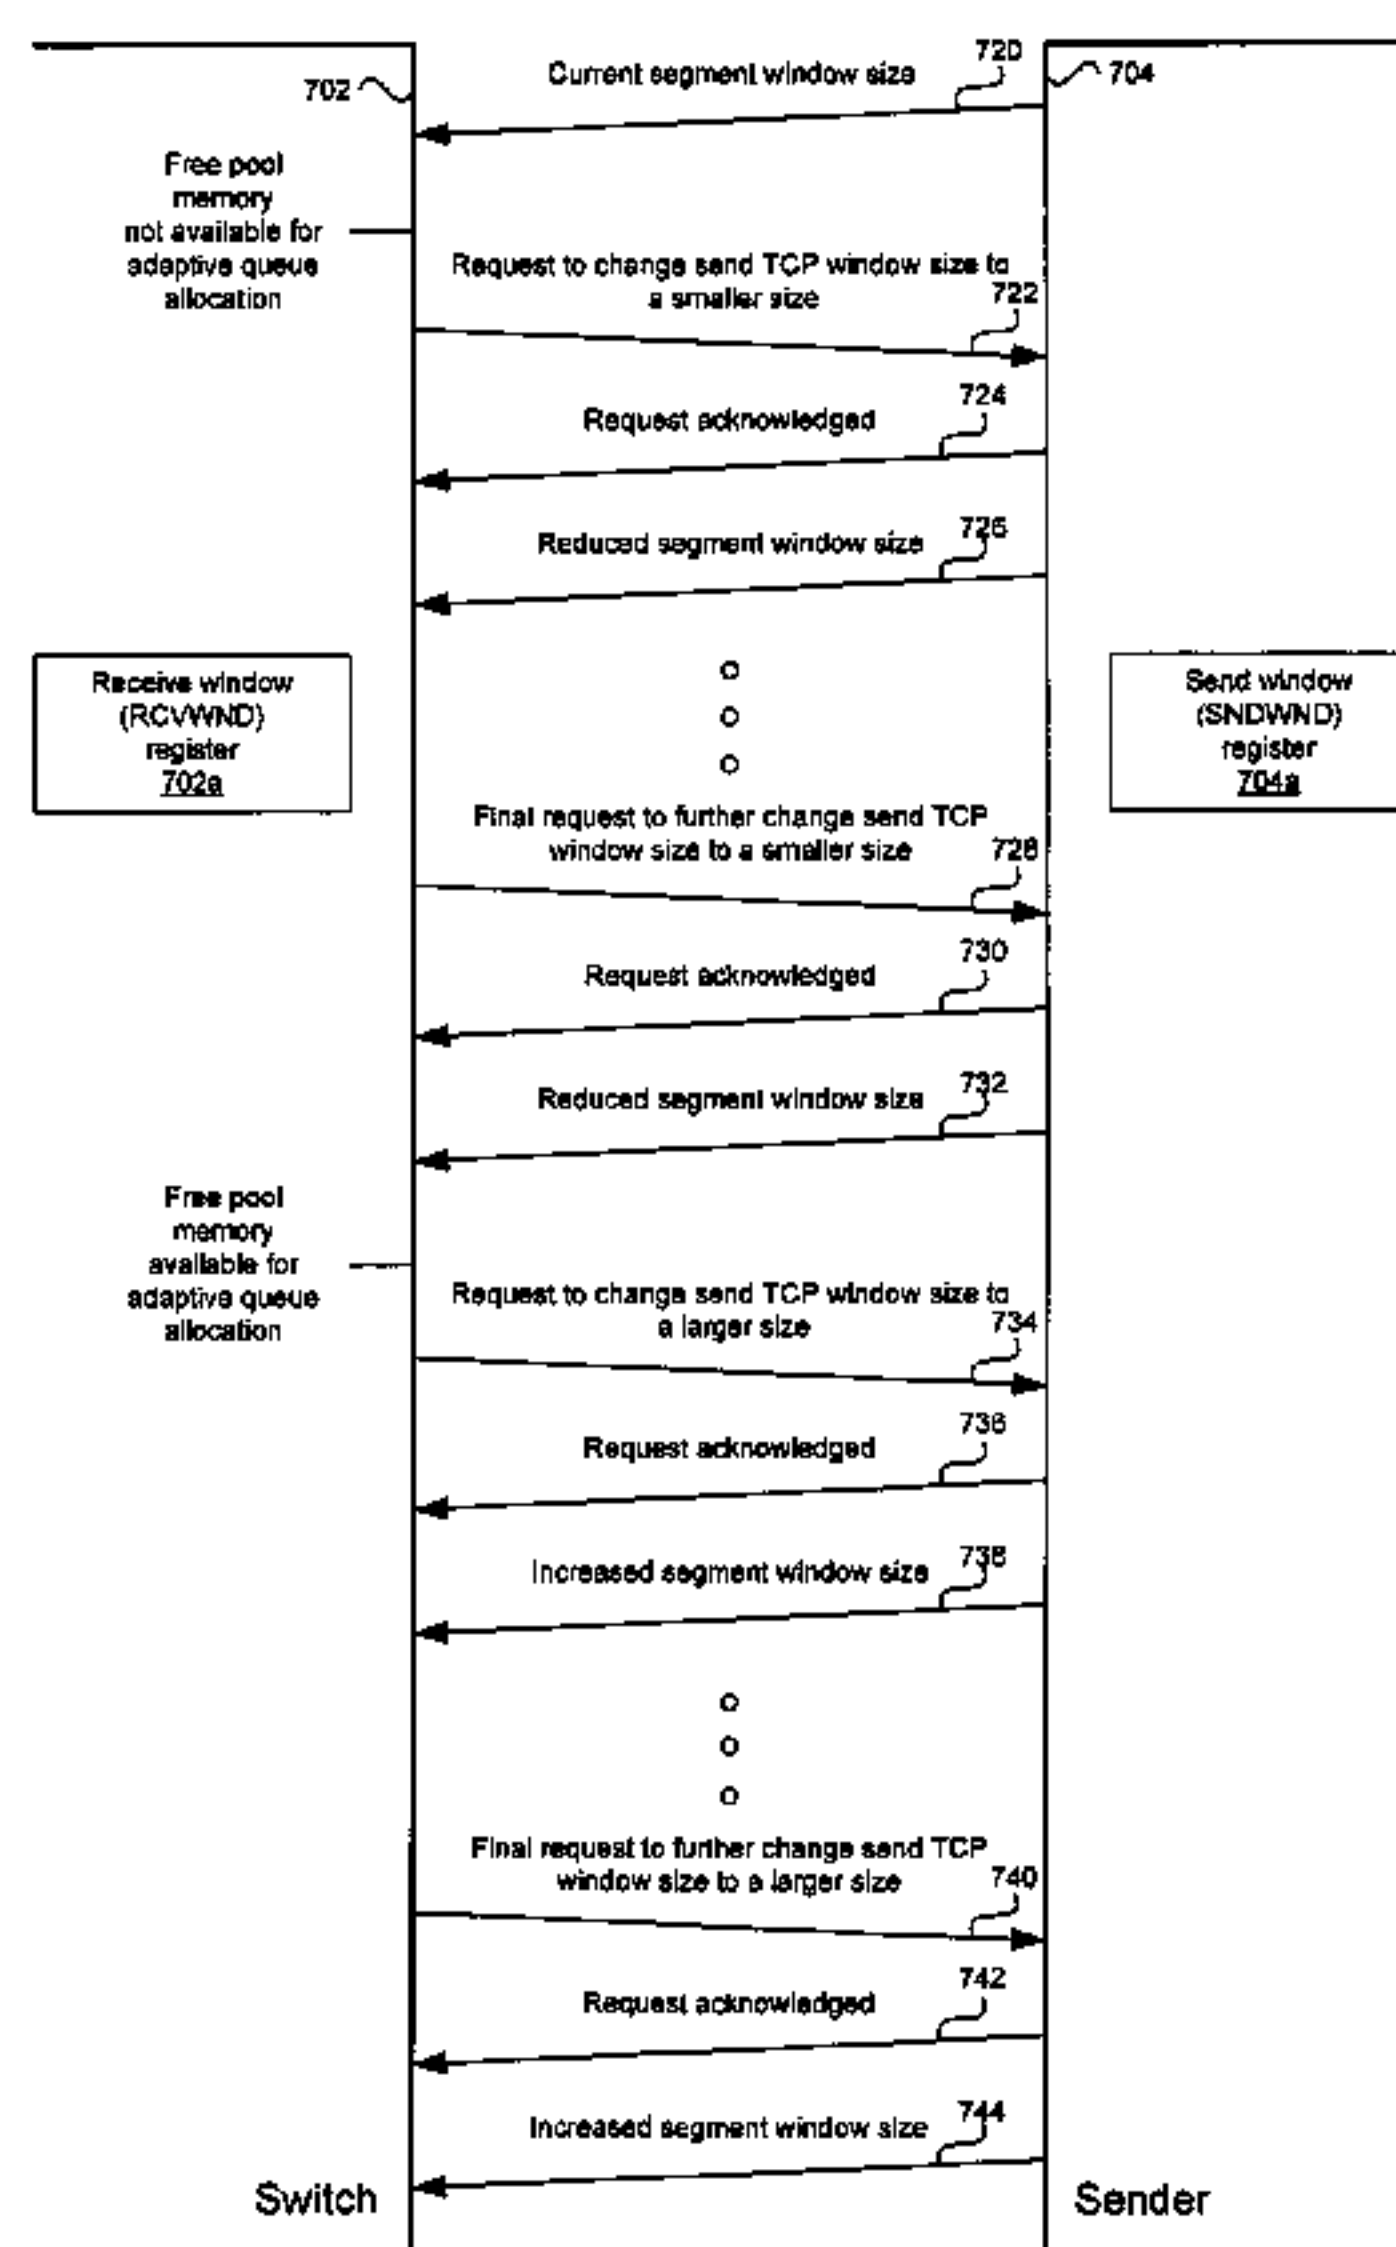 720
Current segment window size
704
702
Free pool
memory
not available for
adaptive queue
allocation
Request to change send TCP window size to
a smaller size
722
724
Request acknowledged
726
Reduced segment window size
Receive window
(RCVWND)
register
702a
Send window
(SNDWND)
register
704a
Final request to further change send TCP
window size to a smaller size
728
730
Request acknowledged
732
Reduced segment window size
Free pool
memory
available for
adaptive queue
allocation
Request to change send TCP window size to
a larger size
734
736
Request acknowledged
738
Increased segment window size
Final request to further change send TCP
window size to a larger size
740
742
Request acknowledged
744
Increased segment window size
Switch
Sender